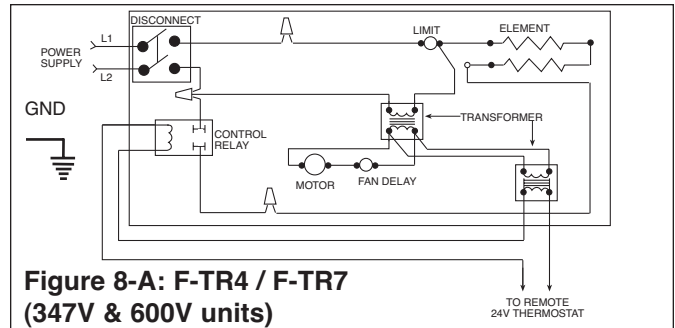 DISCONNECT
L1
POWER
SUPPLY
L2
LIMIT
ELEMENT
GND
TRANSFORMER
CONTROL
RELAY
MOTOR
FAN DELAY
TO REMOTE
24V THERMOSTAT
Figure 8-A: F-TR4 / F-TR7
(347V & 600V units)